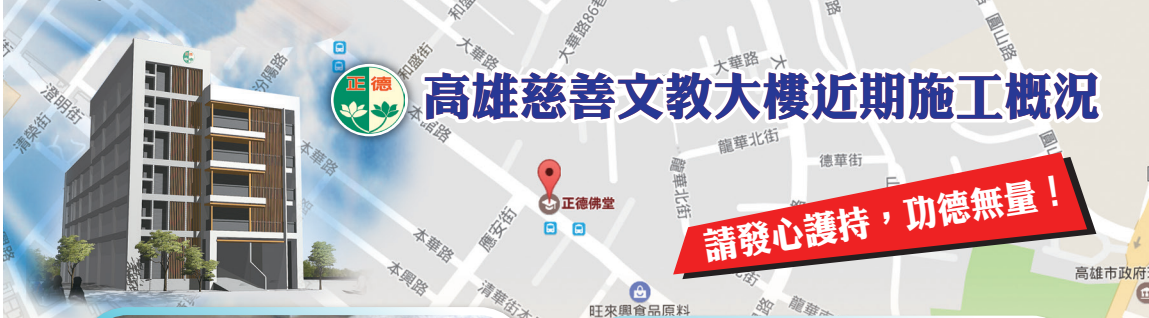 正德
高雄慈善文教大樓近期施工概況
請發心護持，功德無量！
正德佛堂
大華路86巷
大華路
和盛街
汾陽路
澄明街
清榮街
本華路
本館路
圓山路
龍華北街
德華街
龍華北街
應安街
本華路
本興路
清華街
旺來興食品原料
高雄市政府